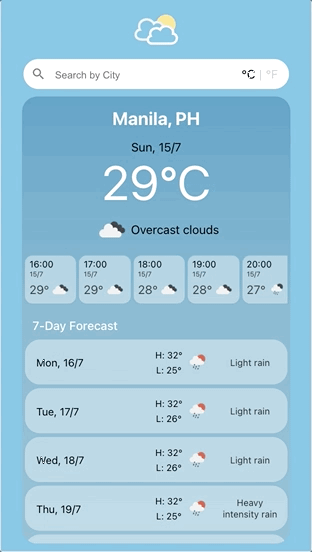 Search by City °C | °F
Manila, PH
Sun, 15/7
29°C
Overcast clouds
16:00 17:00 18:00 19:00 20:00
15/7 15/7 15/7 15/7 15/7
29° 29° 28° 28° 27°
7-Day Forecast
Mon, 16/7 H: 32° L: 25° Light rain
Tue, 17/7 H: 32° L: 26° Light rain
Wed, 18/7 H: 32° L: 26° Light rain
Thu, 19/7 H: 32° L: 25° Heavy intensity rain